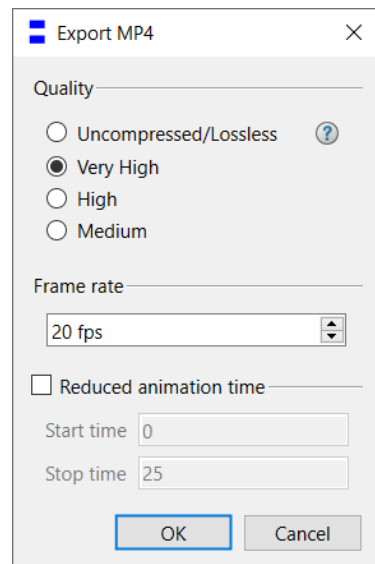 Export MP4
Quality
Uncompressed/Lossless ?
Very High
High
Medium
Frame rate
20 fps
Reduced animation time
Start time 0
Stop time 25
OK Cancel